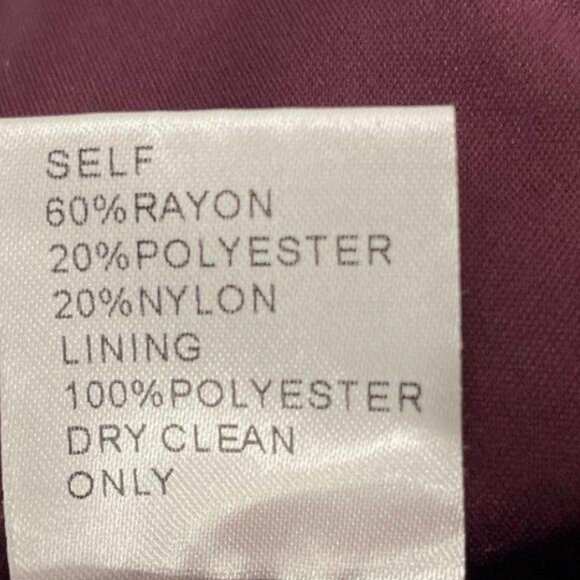 SELF
60%RAYON
20%POLYESTER
20%NYLON
LINING
100%POLYESTER
DRY CLEAN
ONLY